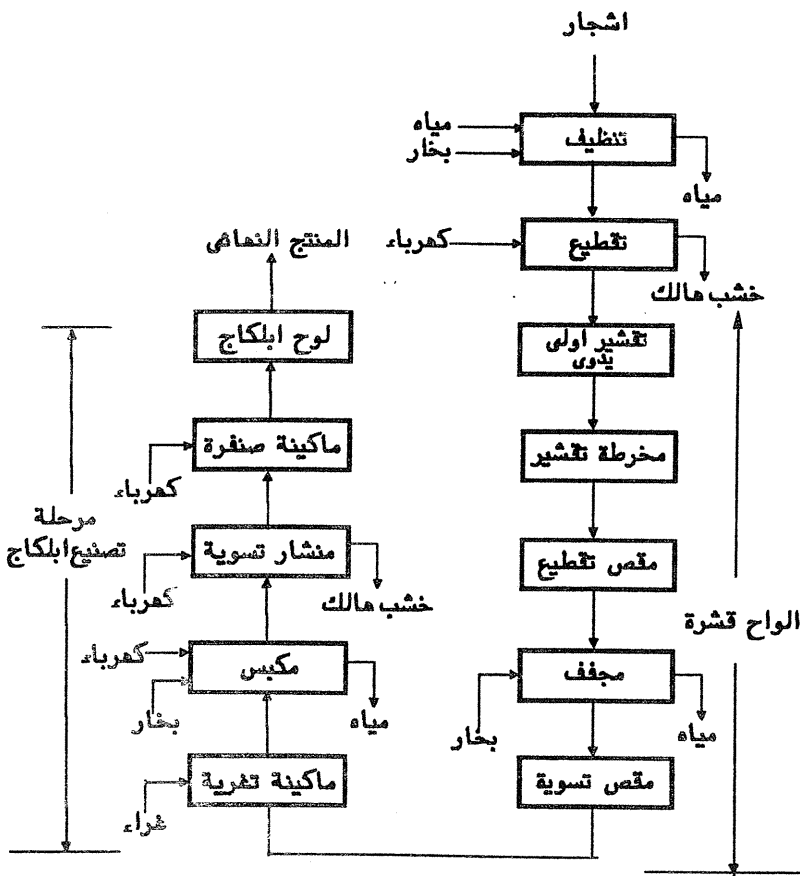 اشجار
مياه
بخار
تنظيف
مياه
كهرباء
تقطيع
خشب هالك
تقشير اولى
يدوى
مخرطة تقشير
مقص تقطيع
الواح قشرة
مجفف
بخار
مياه
مقص تسوية
المنتج النهائى
لوح ابلكاج
ماكينة صنفرة
كهرباء
مرحلة
تصنيع ابلكاج
منشار تسوية
كهرباء
خشب هالك
كهرباء
مكبس
بخار
مياه
ماكينة تغرية
غراء